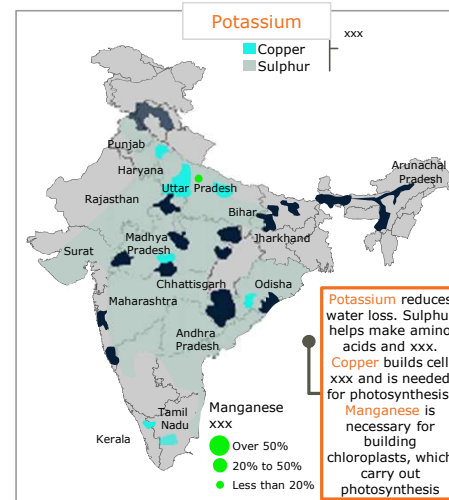 Potassium
xxx
Copper
Sulphur
Punjab
Haryana
Uttar Pradesh
Rajasthan
Arunachal
Pradesh
Bihar
Jharkhand
Surat
Madhya
Pradesh
Chhattisgarh
Odisha
Maharashtra
Andhra
Pradesh
Tamil
Nadu
Kerala
Manganese
xxx
Over 50%
20% to 50%
Less than 20%
Potassium reduces
water loss. Sulphur
helps make amino
acids and xxx.
Copper builds cell
xxx and is needed
for photosynthesis
Manganese is
necessary for
building
chloroplasts, which
carry out
photosynthesis